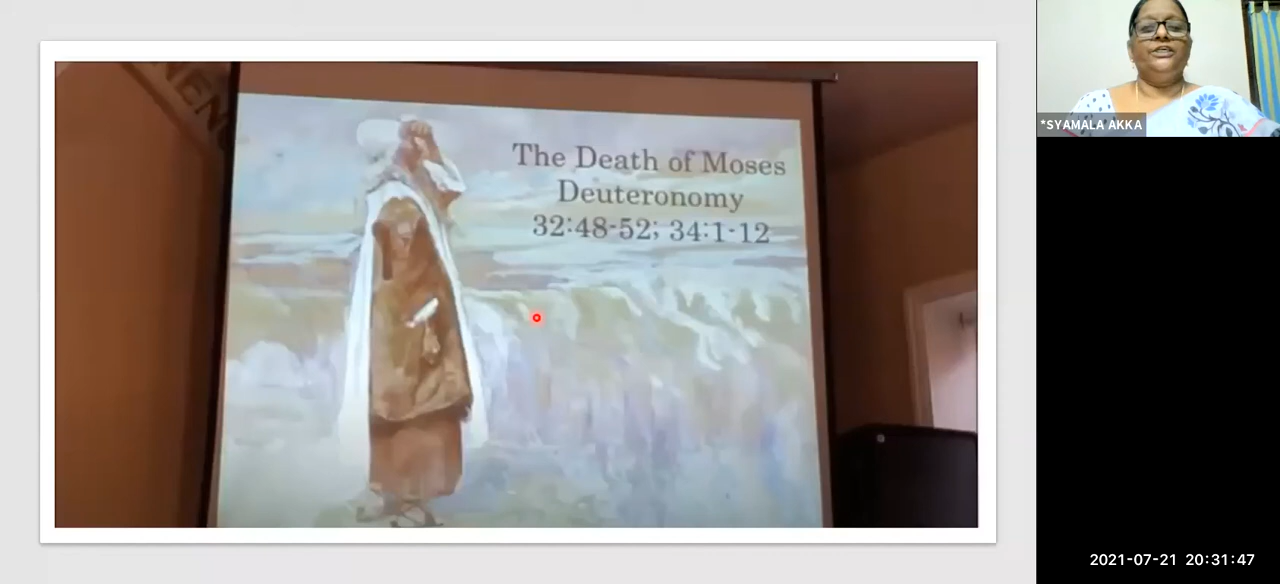 The Death of Moses
Deuteronomy
32:48-52; 34:1-12
*SYAMALA AKKA
2021-07-21 20:31:47